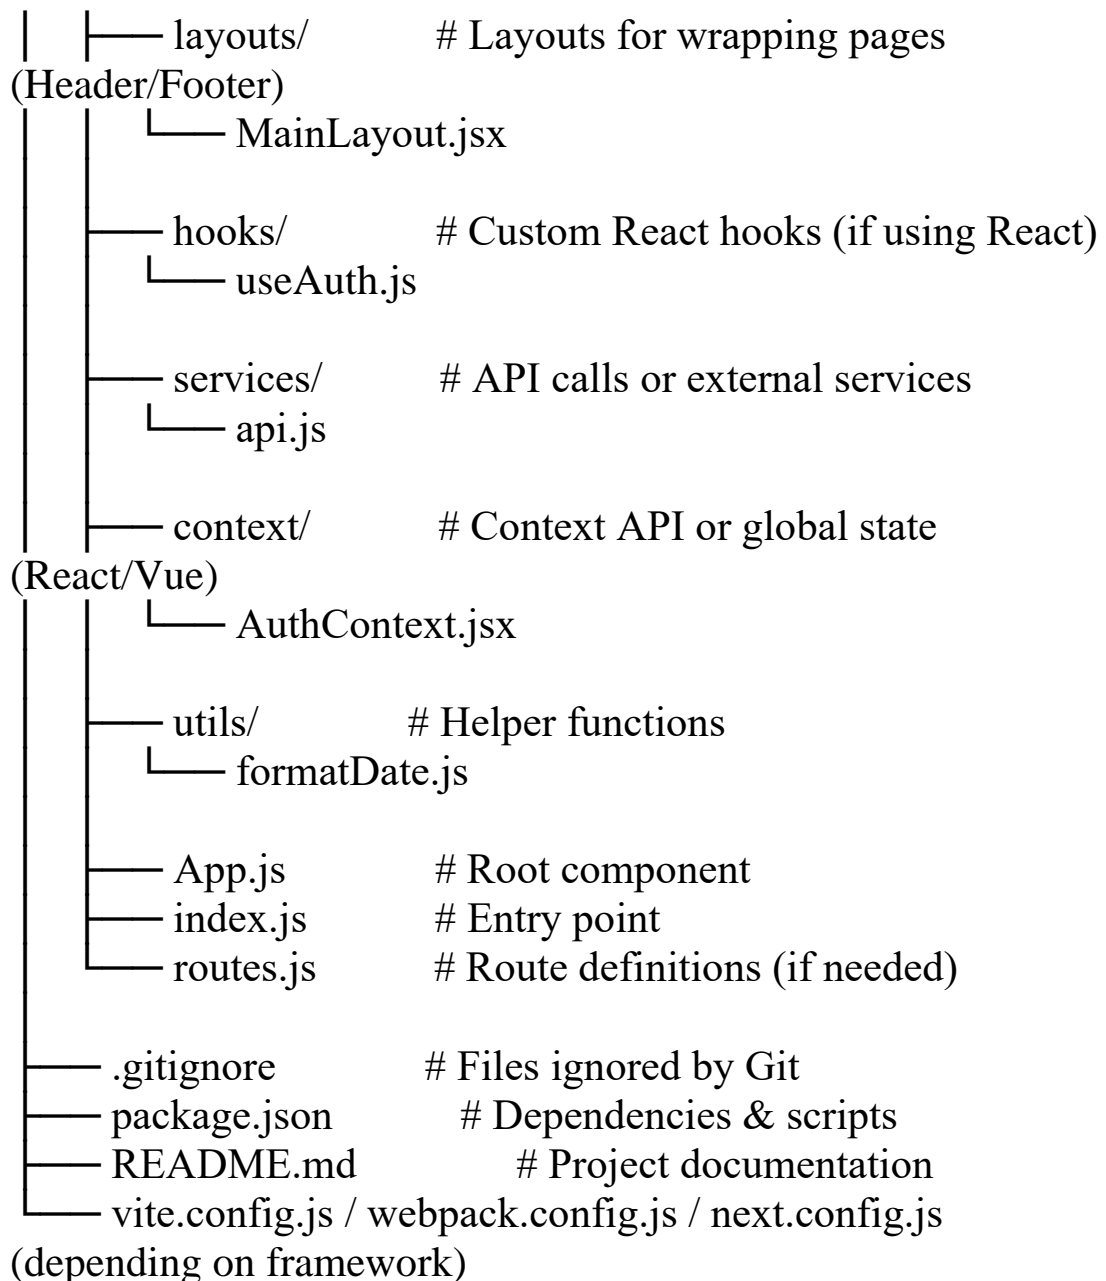 │   ├── layouts/ # Layouts for wrapping pages
(Header/Footer)
│   │   └── MainLayout.jsx
│   ├── hooks/ # Custom React hooks (if using React)
│   │   └── useAuth.js
│   ├── services/ # API calls or external services
│   │   └── api.js
│   ├── context/ # Context API or global state
(React/Vue)
│   │   └── AuthContext.jsx
│   ├── utils/ # Helper functions
│   │   └── formatDate.js
│   ├── App.js # Root component
│   ├── index.js # Entry point
│   └── routes.js # Route definitions (if needed)
├── .gitignore # Files ignored by Git
├── package.json # Dependencies & scripts
├── README.md # Project documentation
└── vite.config.js / webpack.config.js / next.config.js
(depending on framework)